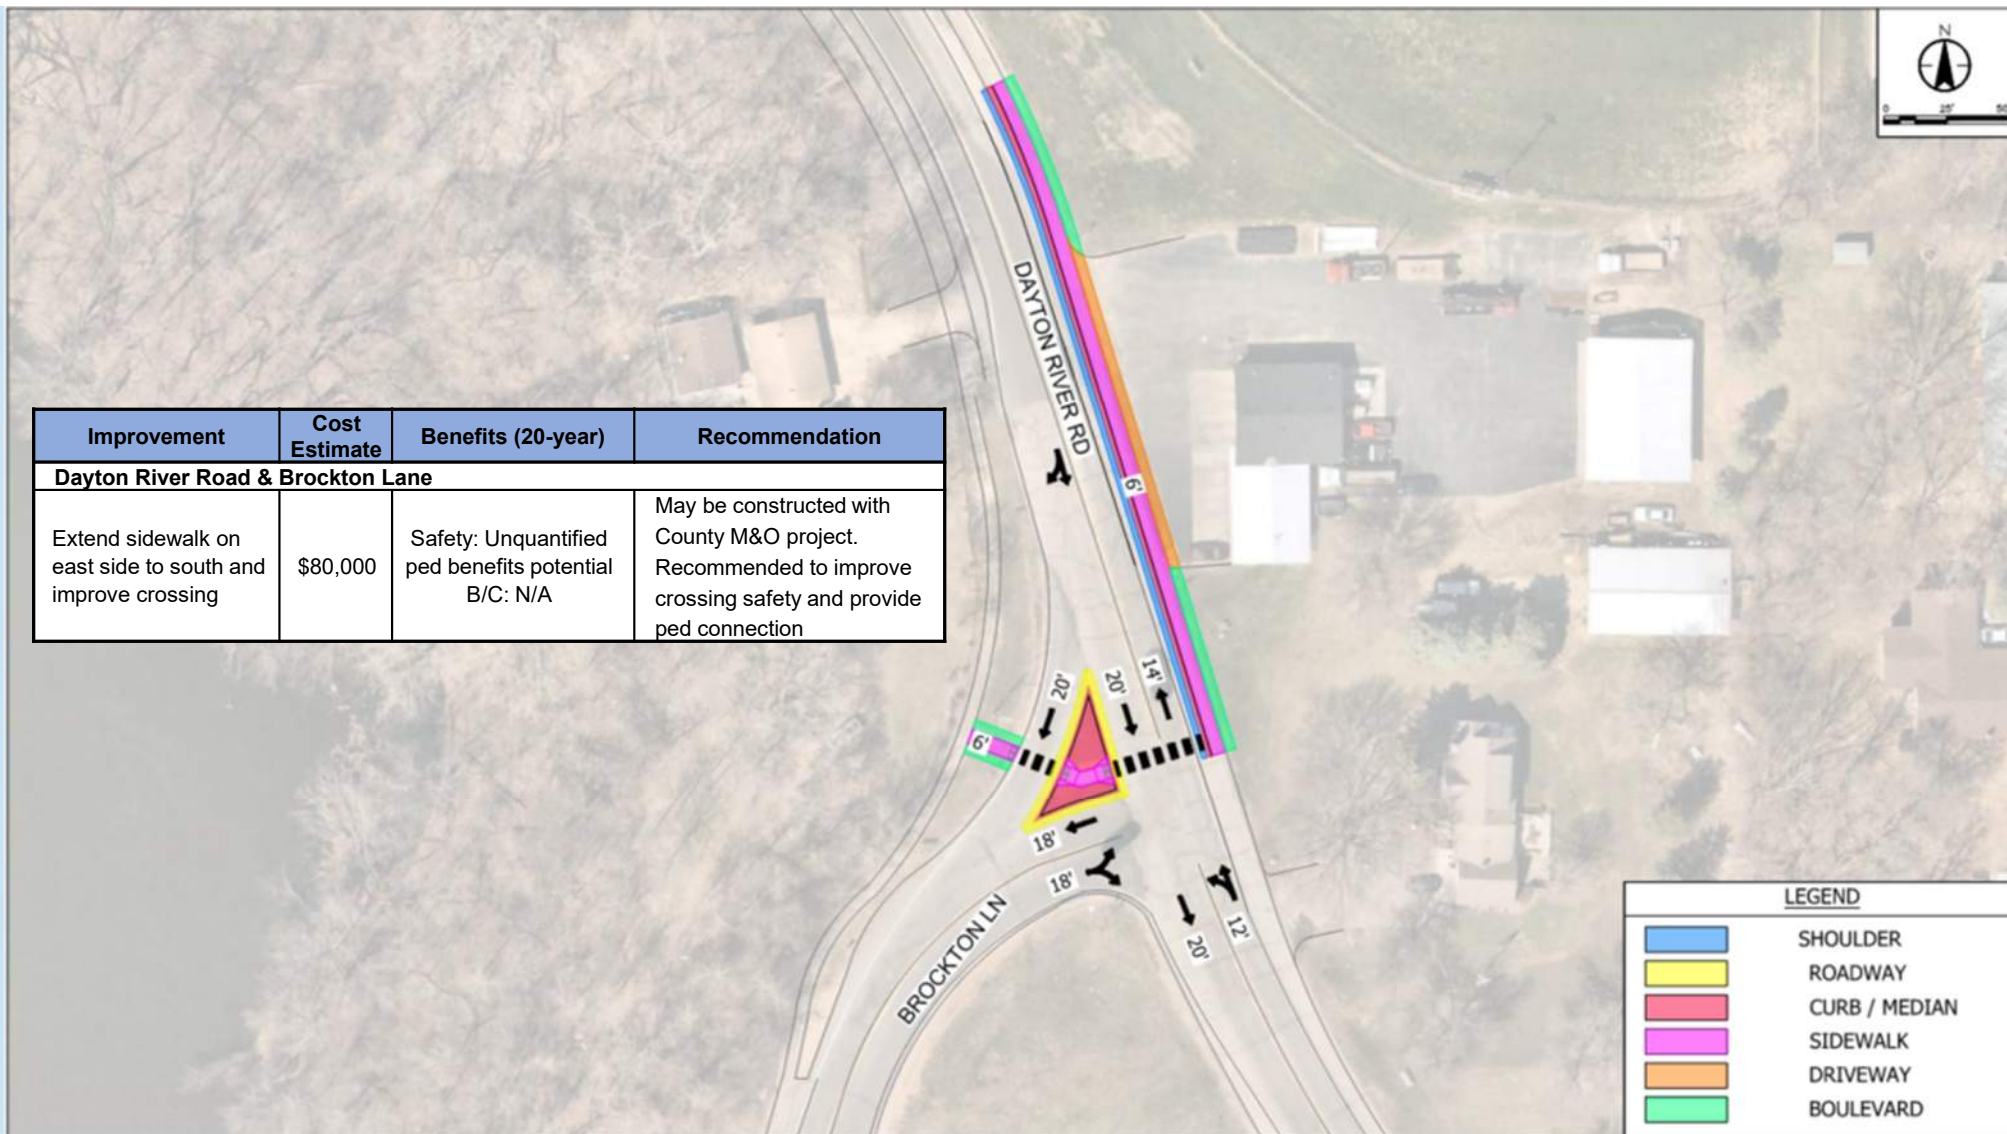 N
0 25' 50
DAYTON RIVER RD
Improvement
Cost
Estimate
Benefits (20-year)
Recommendation
Dayton River Road & Brockton Lane
Extend sidewalk on
east side to south and
improve crossing
$80,000
Safety: Unquantified
ped benefits potential
B/C: N/A
May be constructed with
County M&O project.
Recommended to improve
crossing safety and provide
ped connection
6'
20'
20'
14'
6'
18'
18'
12'
20'
BROCKTON LN
LEGEND
SHOULDER
ROADWAY
CURB / MEDIAN
SIDEWALK
DRIVEWAY
BOULEVARD